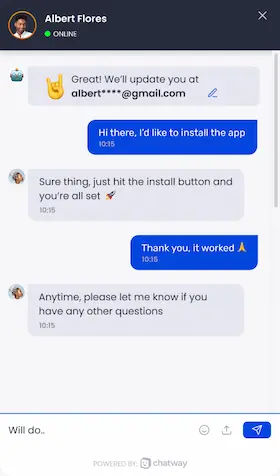 Albert Flores
ONLINE
Great! We'll update you at
albert****@gmail.com
Hi there, I'd like to install the app
10:15
Sure thing, just hit the install button and
you're all set 🚀
10:15
Thank you, it worked 🙏
10:15
Anytime, please let me know if you
have any other questions
10:15
Will do..
POWERED BY: chatway